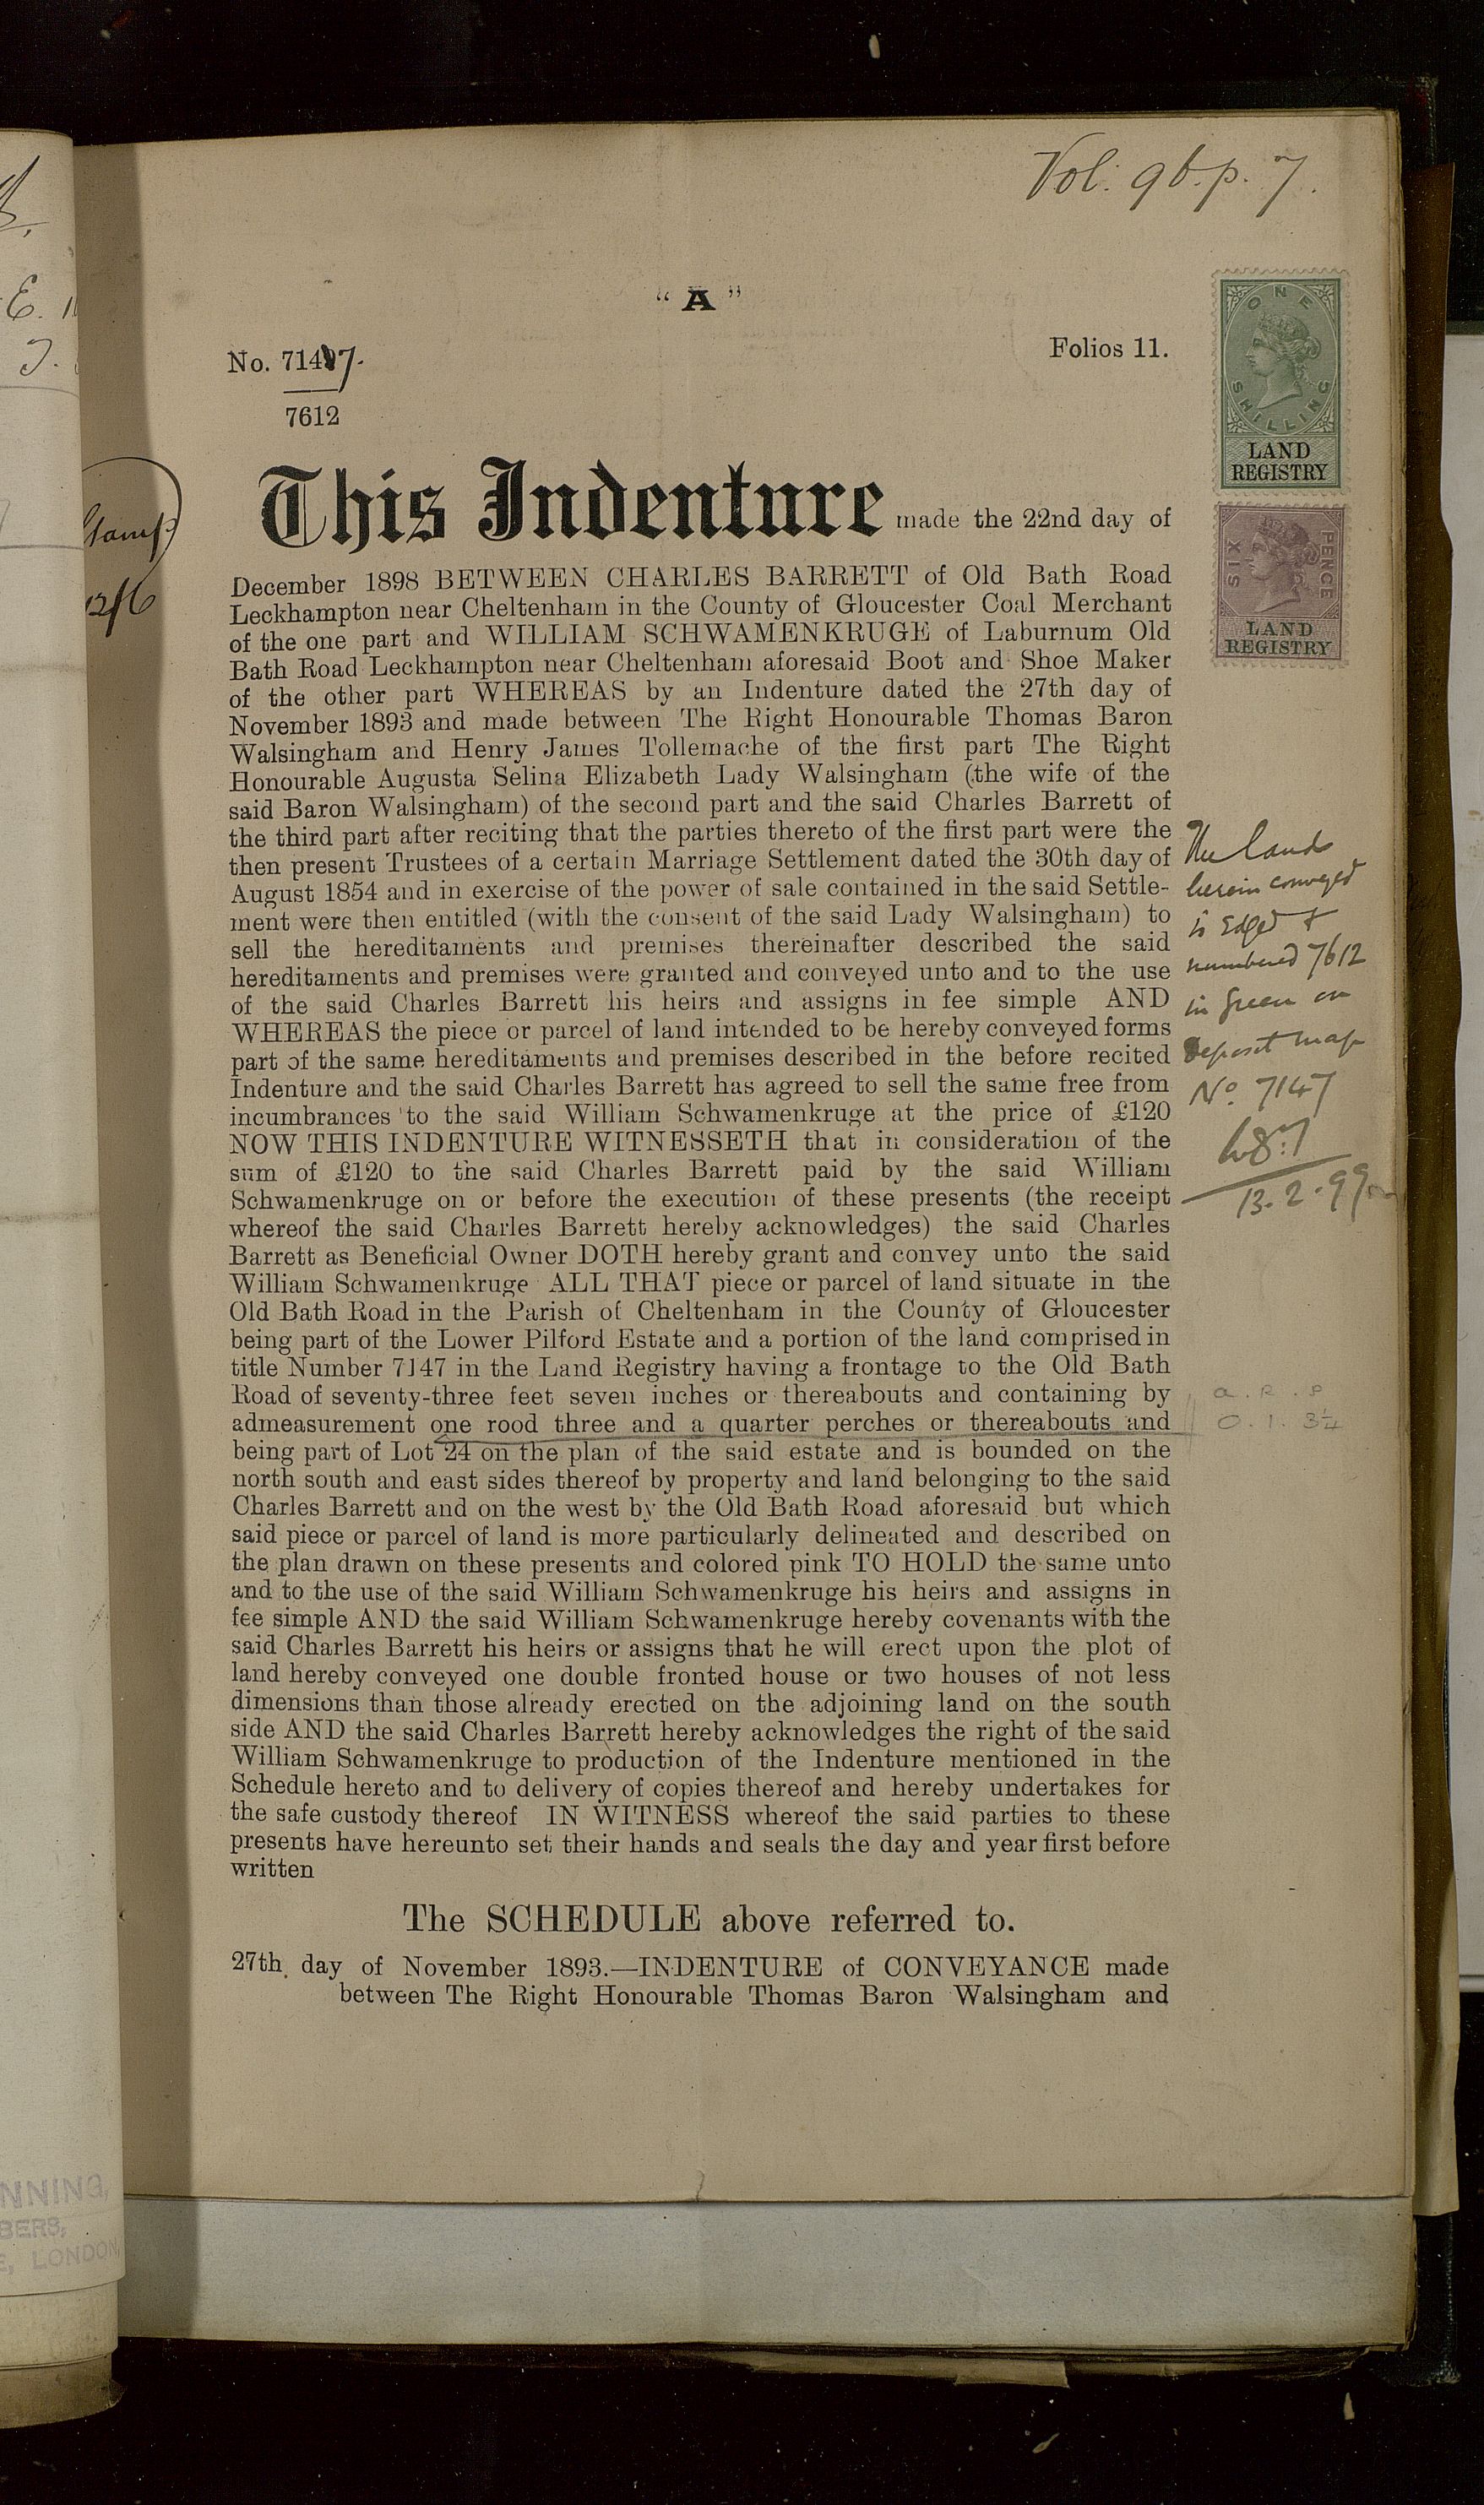 Vol. 9b. p. 7.
"A"
No. 7147.
Folios 11.
7612
ONE
SHILLING
LAND
REGISTRY
SIX
PENCE
LAND
REGISTRY
Stamp
12/6
This Indenture made the 22nd day of
December 1898 BETWEEN CHARLES BARRETT of Old Bath Road
Leckhampton near Cheltenham in the County of Gloucester Coal Merchant
of the one part and WILLIAM SCHWAMENKRUGE of Laburnum Old
Bath Road Leckhampton near Cheltenham aforesaid Boot and Shoe Maker
of the other part WHEREAS by an Indenture dated the 27th day of
November 1893 and made between The Right Honourable Thomas Baron
Walsingham and Henry James Tollemache of the first part The Right
Honourable Augusta Selina Elizabeth Lady Walsingham (the wife of the
said Baron Walsingham) of the second part and the said Charles Barrett of
the third part after reciting that the parties thereto of the first part were the
then present Trustees of a certain Marriage Settlement dated the 30th day of
August 1854 and in exercise of the power of sale contained in the said Settle-
ment were then entitled (with the consent of the said Lady Walsingham) to
sell the hereditaments and premises thereinafter described the said
hereditaments and premises were granted and conveyed unto and to the use
of the said Charles Barrett his heirs and assigns in fee simple AND
WHEREAS the piece or parcel of land intended to be hereby conveyed forms
part of the same hereditaments and premises described in the before recited
Indenture and the said Charles Barrett has agreed to sell the same free from
incumbrances to the said William Schwamenkruge at the price of £120
NOW THIS INDENTURE WITNESSETH that in consideration of the
sum of £120 to the said Charles Barrett paid by the said William
Schwamenkruge on or before the execution of these presents (the receipt
whereof the said Charles Barrett hereby acknowledges) the said Charles
Barrett as Beneficial Owner DOTH hereby grant and convey unto the said
William Schwamenkruge ALL THAT piece or parcel of land situate in the
Old Bath Road in the Parish of Cheltenham in the County of Gloucester
being part of the Lower Pilford Estate and a portion of the land comprised in
title Number 7147 in the Land Registry having a frontage to the Old Bath
Road of seventy-three feet seven inches or thereabouts and containing by
admeasurement one rood three and a quarter perches or thereabouts and
being part of Lot 24 on the plan of the said estate and is bounded on the
north south and east sides thereof by property and land belonging to the said
Charles Barrett and on the west by the Old Bath Road aforesaid but which
said piece or parcel of land is more particularly delineated and described on
the plan drawn on these presents and colored pink TO HOLD the same unto
and to the use of the said William Schwamenkruge his heirs and assigns in
fee simple AND the said William Schwamenkruge hereby covenants with the
said Charles Barrett his heirs or assigns that he will erect upon the plot of
land hereby conveyed one double fronted house or two houses of not less
dimensions than those already erected on the adjoining land on the south
side AND the said Charles Barrett hereby acknowledges the right of the said
William Schwamenkruge to production of the Indenture mentioned in the
Schedule hereto and to delivery of copies thereof and hereby undertakes for
the safe custody thereof IN WITNESS whereof the said parties to these
presents have hereunto set their hands and seals the day and year first before
written
The land
herein conveyed
is edged &
numbered 7612
in green on
deposit map
No. 7147
13.2.99
a. R. P
0. 1. 3¼
The SCHEDULE above referred to.
27th day of November 1893.—INDENTURE of CONVEYANCE made
between The Right Honourable Thomas Baron Walsingham and
NNING,
BERS,
E, LONDON,